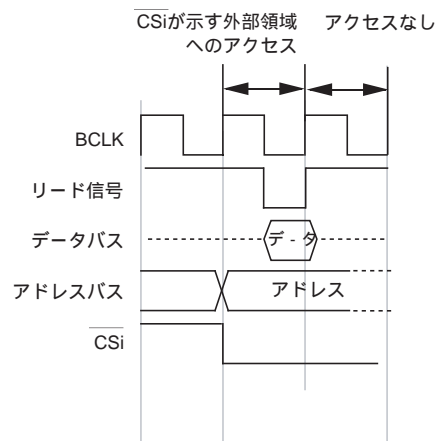 CSiが示す外部領域
へのアクセス
アクセスなし
BCLK
リード信号
データバス
デ - タ
アドレスバス
アドレス
CSi